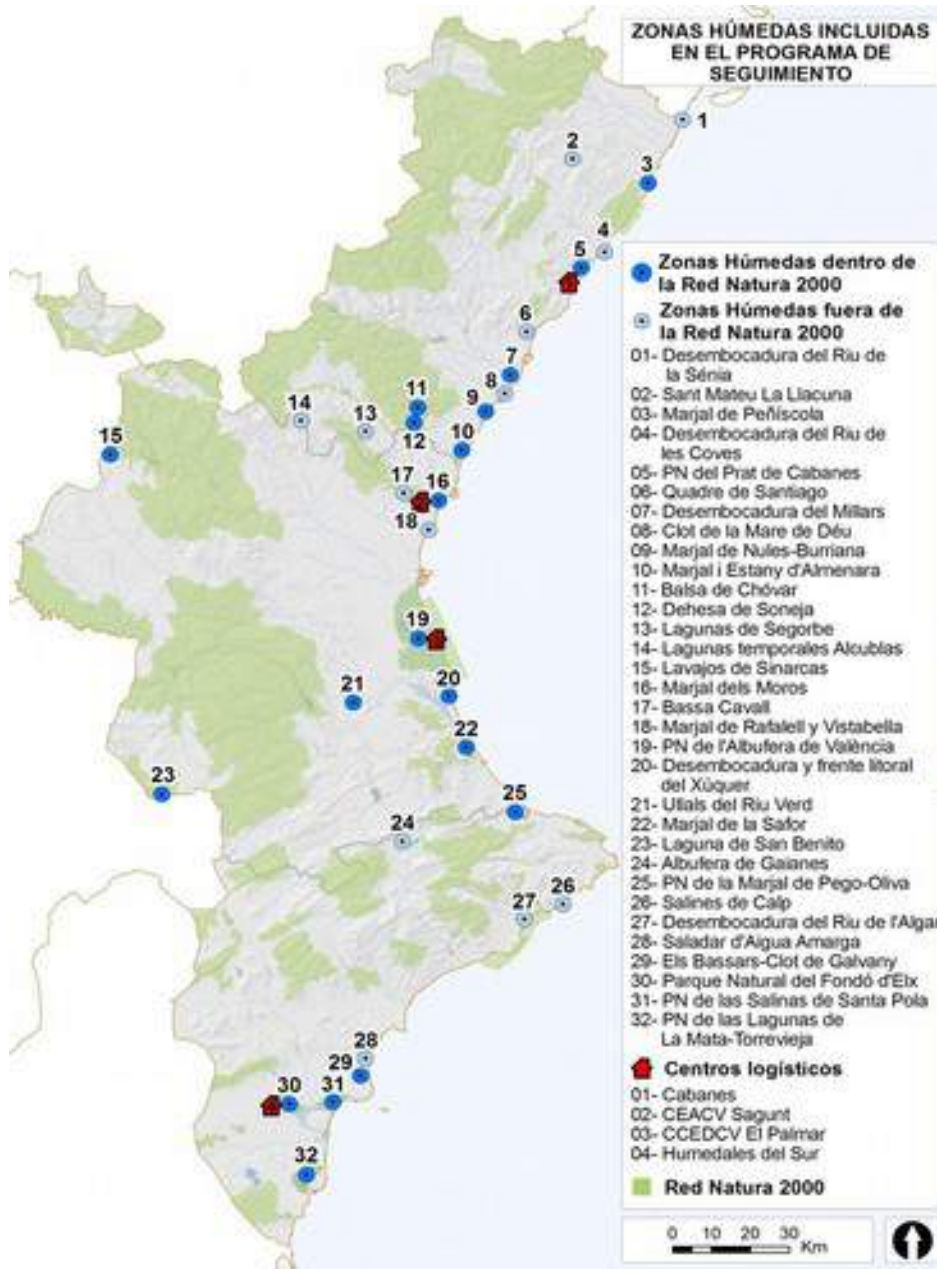 ZONAS HÚMEDAS INCLUIDAS
EN EL PROGRAMA DE
SEGUIMIENTO
1
2
3
4
5
6
7
8
9
10
11
12
13
14
15
16
17
18
19
20
21
22
23
24
25
26
27
28
29
30
31
32
Zonas Húmedas dentro de
la Red Natura 2000
Zonas Húmedas fuera de
la Red Natura 2000
01- Desembocadura del Riu de
la Sénia
02- Sant Mateu La Llacuna
03- Marjal de Peñíscola
04- Desembocadura del Riu de
les Coves
05- PN del Prat de Cabanes
06- Quadre de Santiago
07- Desembocadura del Millars
08- Clot de la Mare de Déu
09- Marjal de Nules-Burriana
10- Marjal i Estany d'Almenara
11- Balsa de Chóvar
12- Dehesa de Soneja
13- Lagunas de Segorbe
14- Lagunas temporales Alcublas
15- Lavajos de Sinarcas
16- Marjal dels Moros
17- Bassa Cavall
18- Marjal de Rafalell y Vistabella
19- PN de l'Albufera de València
20- Desembocadura y frente litoral
del Xúquer
21- Ullals del Riu Verd
22- Marjal de la Safor
23- Laguna de San Benito
24- Albufera de Gaianes
25- PN de la Marjal de Pego-Oliva
26- Salines de Calp
27- Desembocadura del Riu de l'Algar
28- Saladar d'Aigua Amarga
29- Els Bassars-Clot de Galvany
30- Parque Natural del Fondó d'Elx
31- PN de las Salinas de Santa Pola
32- PN de las Lagunas de
La Mata-Torrevieja
Centros logísticos
01- Cabanes
02- CEACV Sagunt
03- CCEDCV El Palmar
04- Humedales del Sur
Red Natura 2000
0 10 20 30
Km